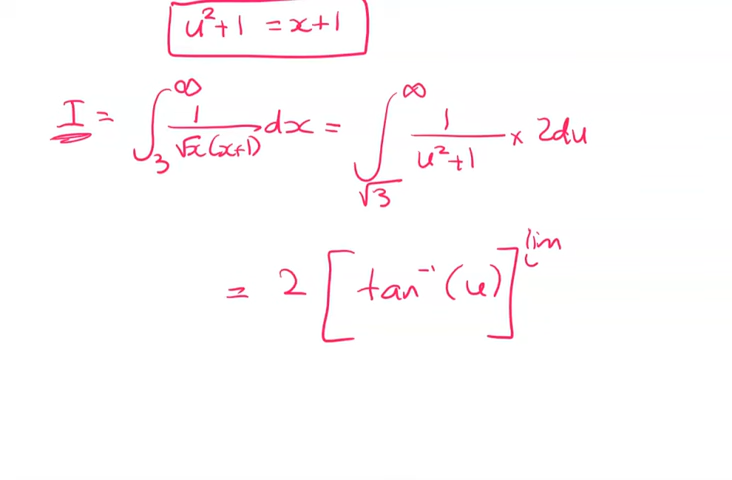 u²+1 = x+1
I = ∫₃^∞ 1/(√x(x+1)) dx = ∫_√3^∞ 1/(u²+1) × 2du
= 2 [tan⁻¹(u)]^lim